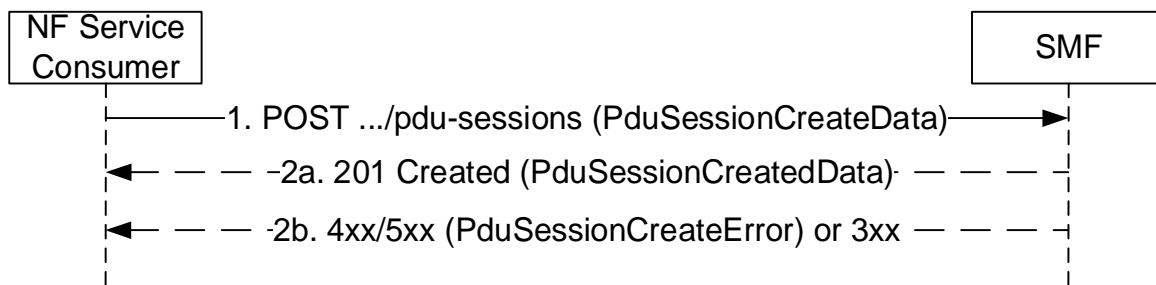 NF Service
Consumer
SMF
1. POST .../pdu-sessions (PduSessionCreateData)
2a. 201 Created (PduSessionCreatedData)
2b. 4xx/5xx (PduSessionCreateError) or 3xx